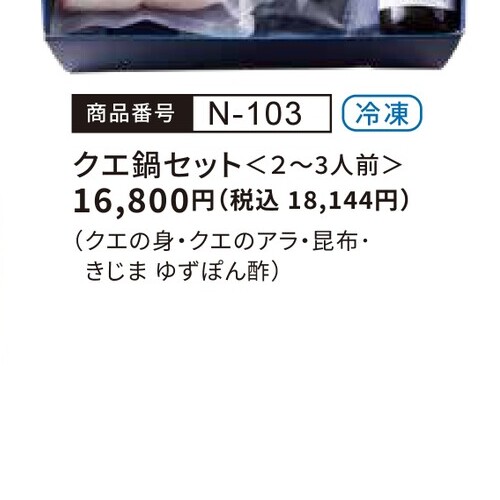 商品番号 N-103 冷凍
クエ鍋セット＜2～3人前＞
16,800円（税込 18,144円）
（クエの身・クエのアラ・昆布・
きじま ゆずぽん酢）